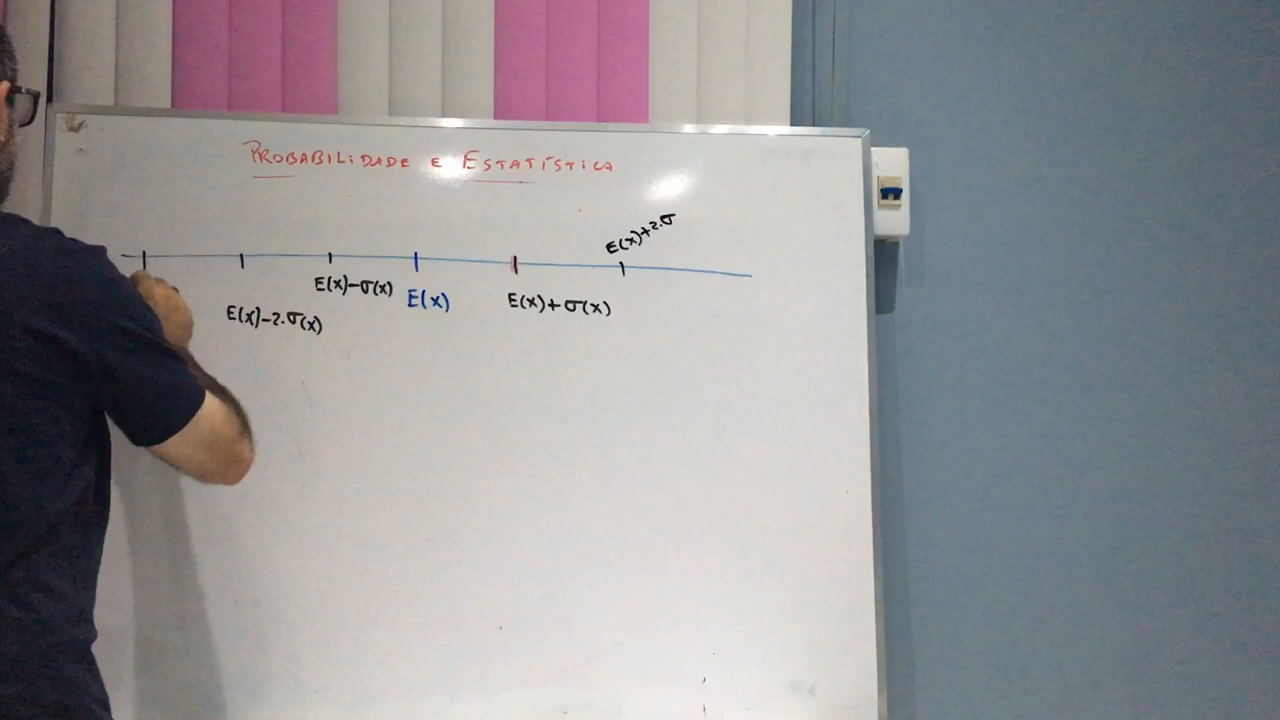 PROBABILIDADE E ESTATÍSTICA
E(x)+2.σ
E(x)-σ(x)
E(x)
E(x)+σ(x)
E(x)-2.σ(x)